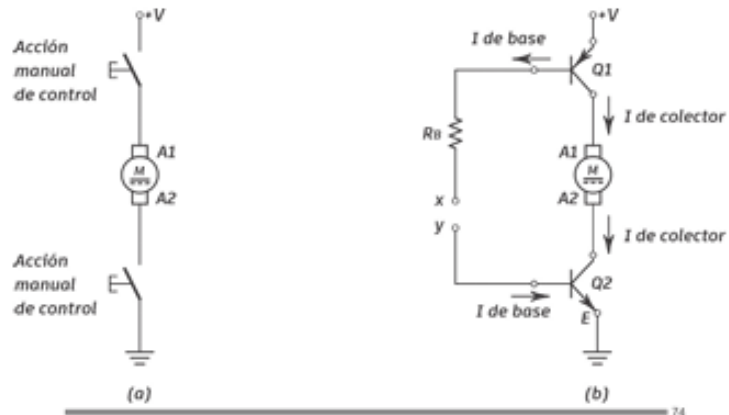 +V
Acción
manual
de control
A1
M
A2
Acción
manual
de control
(a)
+V
I de base
Q1
I de colector
RB
A1
M
A2
x
y
I de colector
Q2
I de base
E
(b)
74